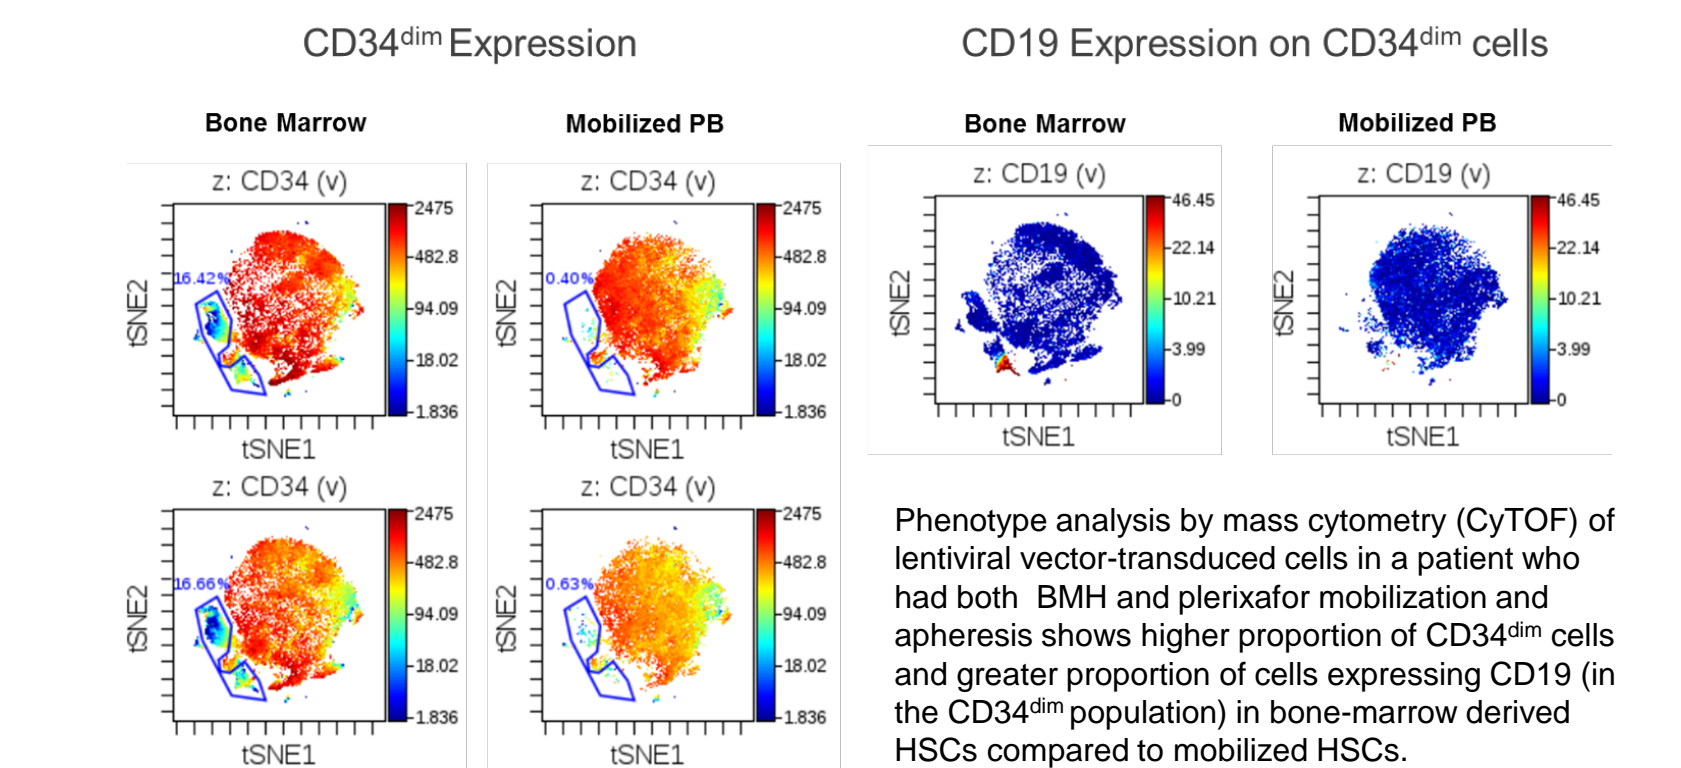 CD34dim Expression
CD19 Expression on CD34dim cells
Bone Marrow
Mobilized PB
Bone Marrow
Mobilized PB
z: CD34 (v)
16.42%
2475
482.8
94.09
18.02
1.836
tSNE2
tSNE1
z: CD34 (v)
0.40%
2475
482.8
94.09
18.02
1.836
tSNE2
tSNE1
z: CD19 (v)
46.45
22.14
10.21
3.99
0
tSNE2
tSNE1
z: CD19 (v)
46.45
22.14
10.21
3.99
0
tSNE2
tSNE1
z: CD34 (v)
16.66%
2475
482.8
94.09
18.02
1.836
tSNE2
tSNE1
z: CD34 (v)
0.63%
2475
482.8
94.09
18.02
1.836
tSNE2
tSNE1
Phenotype analysis by mass cytometry (CyTOF) of
lentiviral vector-transduced cells in a patient who
had both  BMH and plerixafor mobilization and
apheresis shows higher proportion of CD34dim cells
and greater proportion of cells expressing CD19 (in
the CD34dim population) in bone-marrow derived
HSCs compared to mobilized HSCs.